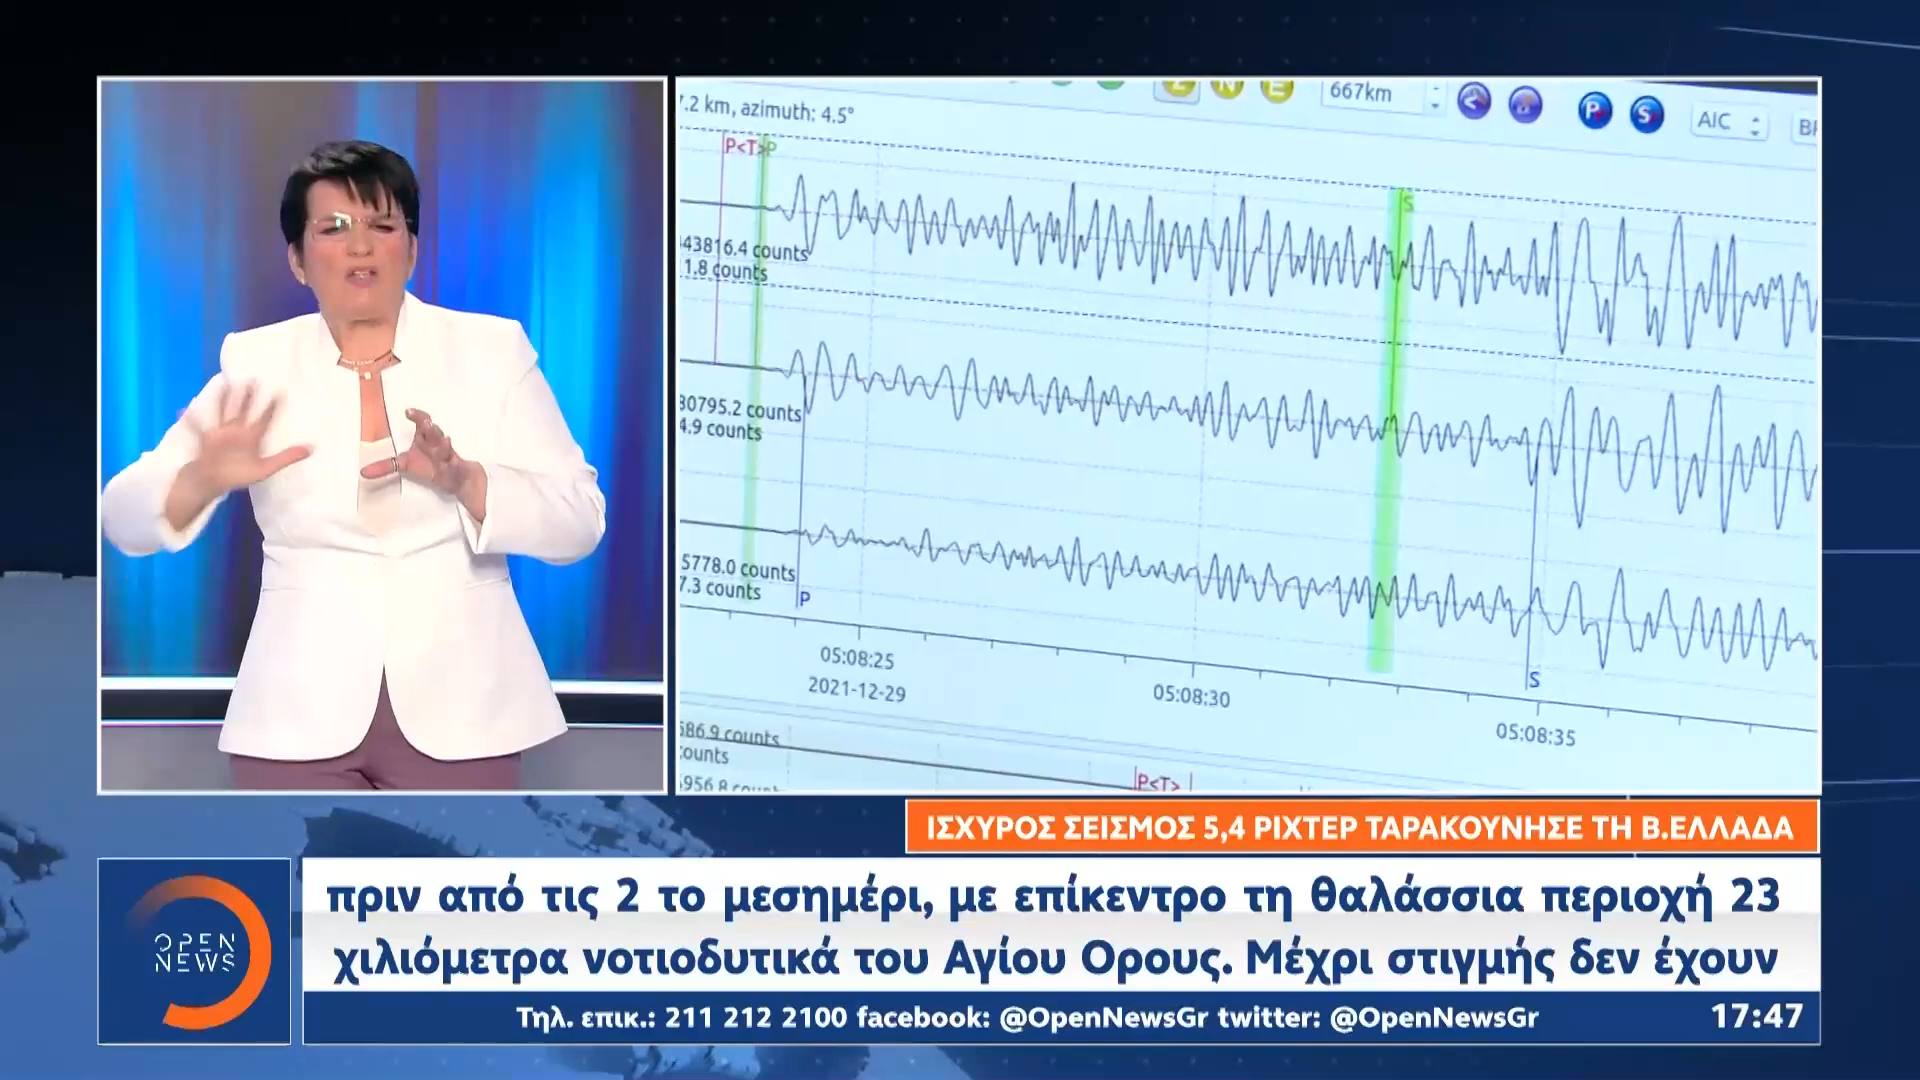 7.2 km, azimuth: 4.5°
Z N E 667km P S AIC
P<T>P
S
43816.4 counts
1.8 counts
30795.2 counts
4.9 counts
5778.0 counts
7.3 counts
P
S
05:08:25 05:08:30 05:08:35
2021-12-29
586.9 counts
counts
P<T>
ΙΣΧΥΡΟΣ ΣΕΙΣΜΟΣ 5,4 ΡΙΧΤΕΡ ΤΑΡΑΚΟΥΝΗΣΕ ΤΗ Β.ΕΛΛΑΔΑ
OPEN
NEWS
πριν από τις 2 το μεσημέρι, με επίκεντρο τη θαλάσσια περιοχή 23
χιλιόμετρα νοτιοδυτικά του Αγίου Ορους. Μέχρι στιγμής δεν έχουν
Τηλ. επικ.: 211 212 2100 facebook: @OpenNewsGr twitter: @OpenNewsGr
17:47